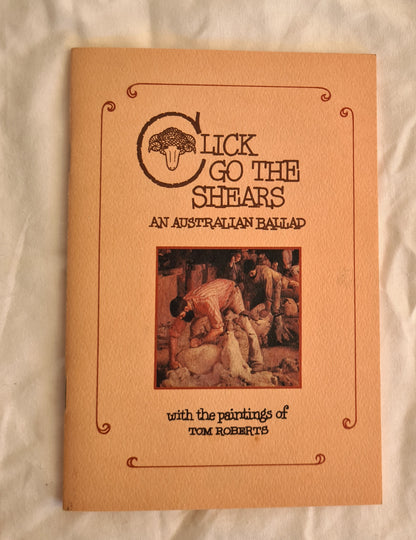 CLICK
GO THE
SHEARS
AN AUSTRALIAN BALLAD
with the paintings of
TOM ROBERTS